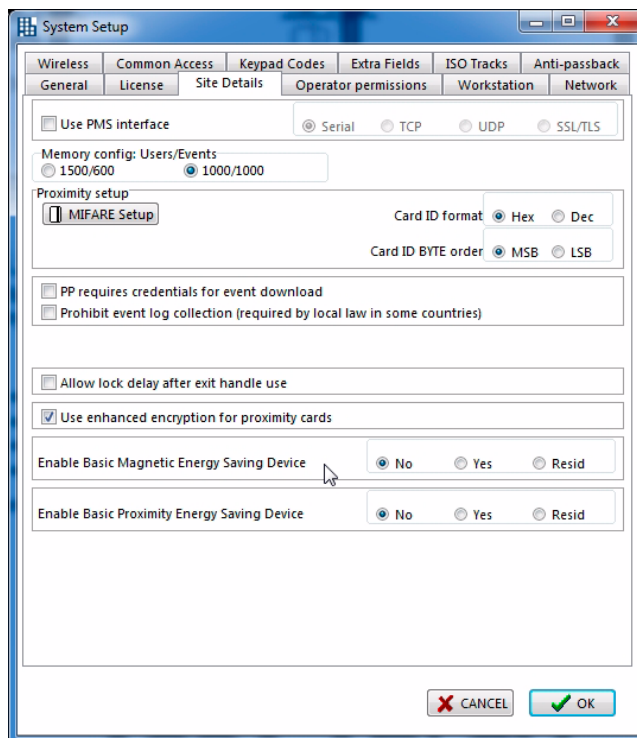 System Setup
Wireless Common Access Keypad Codes Extra Fields ISO Tracks Anti-passback
General License Site Details Operator permissions Workstation Network
Use PMS interface Serial TCP UDP SSL/TLS
Memory config: Users/Events
1500/600 1000/1000
Proximity setup
MIFARE Setup Card ID format Hex Dec
Card ID BYTE order MSB LSB
PP requires credentials for event download
Prohibit event log collection (required by local law in some countries)
Allow lock delay after exit handle use
Use enhanced encryption for proximity cards
Enable Basic Magnetic Energy Saving Device No Yes Resid
Enable Basic Proximity Energy Saving Device No Yes Resid
CANCEL OK